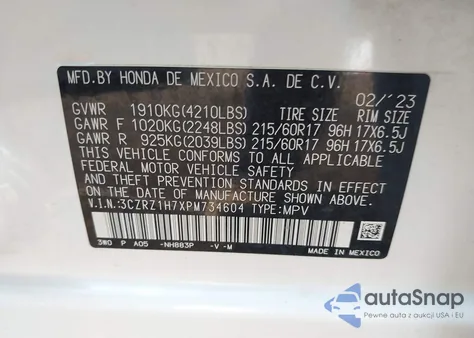 MFD.BY HONDA DE MEXICO S.A. DE C.V.
02/'23
GVWR 1910KG(4210LBS) TIRE SIZE RIM SIZE
GAWR F 1020KG(2248LBS) 215/60R17 96H 17X6.5J
GAWR R 925KG(2039LBS) 215/60R17 96H 17X6.5J
THIS VEHICLE CONFORMS TO ALL APPLICABLE
FEDERAL MOTOR VEHICLE SAFETY
AND THEFT PREVENTION STANDARDS IN EFFECT
ON THE DATE OF MANUFACTURE SHOWN ABOVE.
V.I.N.:3CZRZ1H7XPM734604 TYPE:MPV
3W0 P A05 -NH883P -V -M
MADE IN MEXICO
autoSnap
Pewne auta z USA i EU